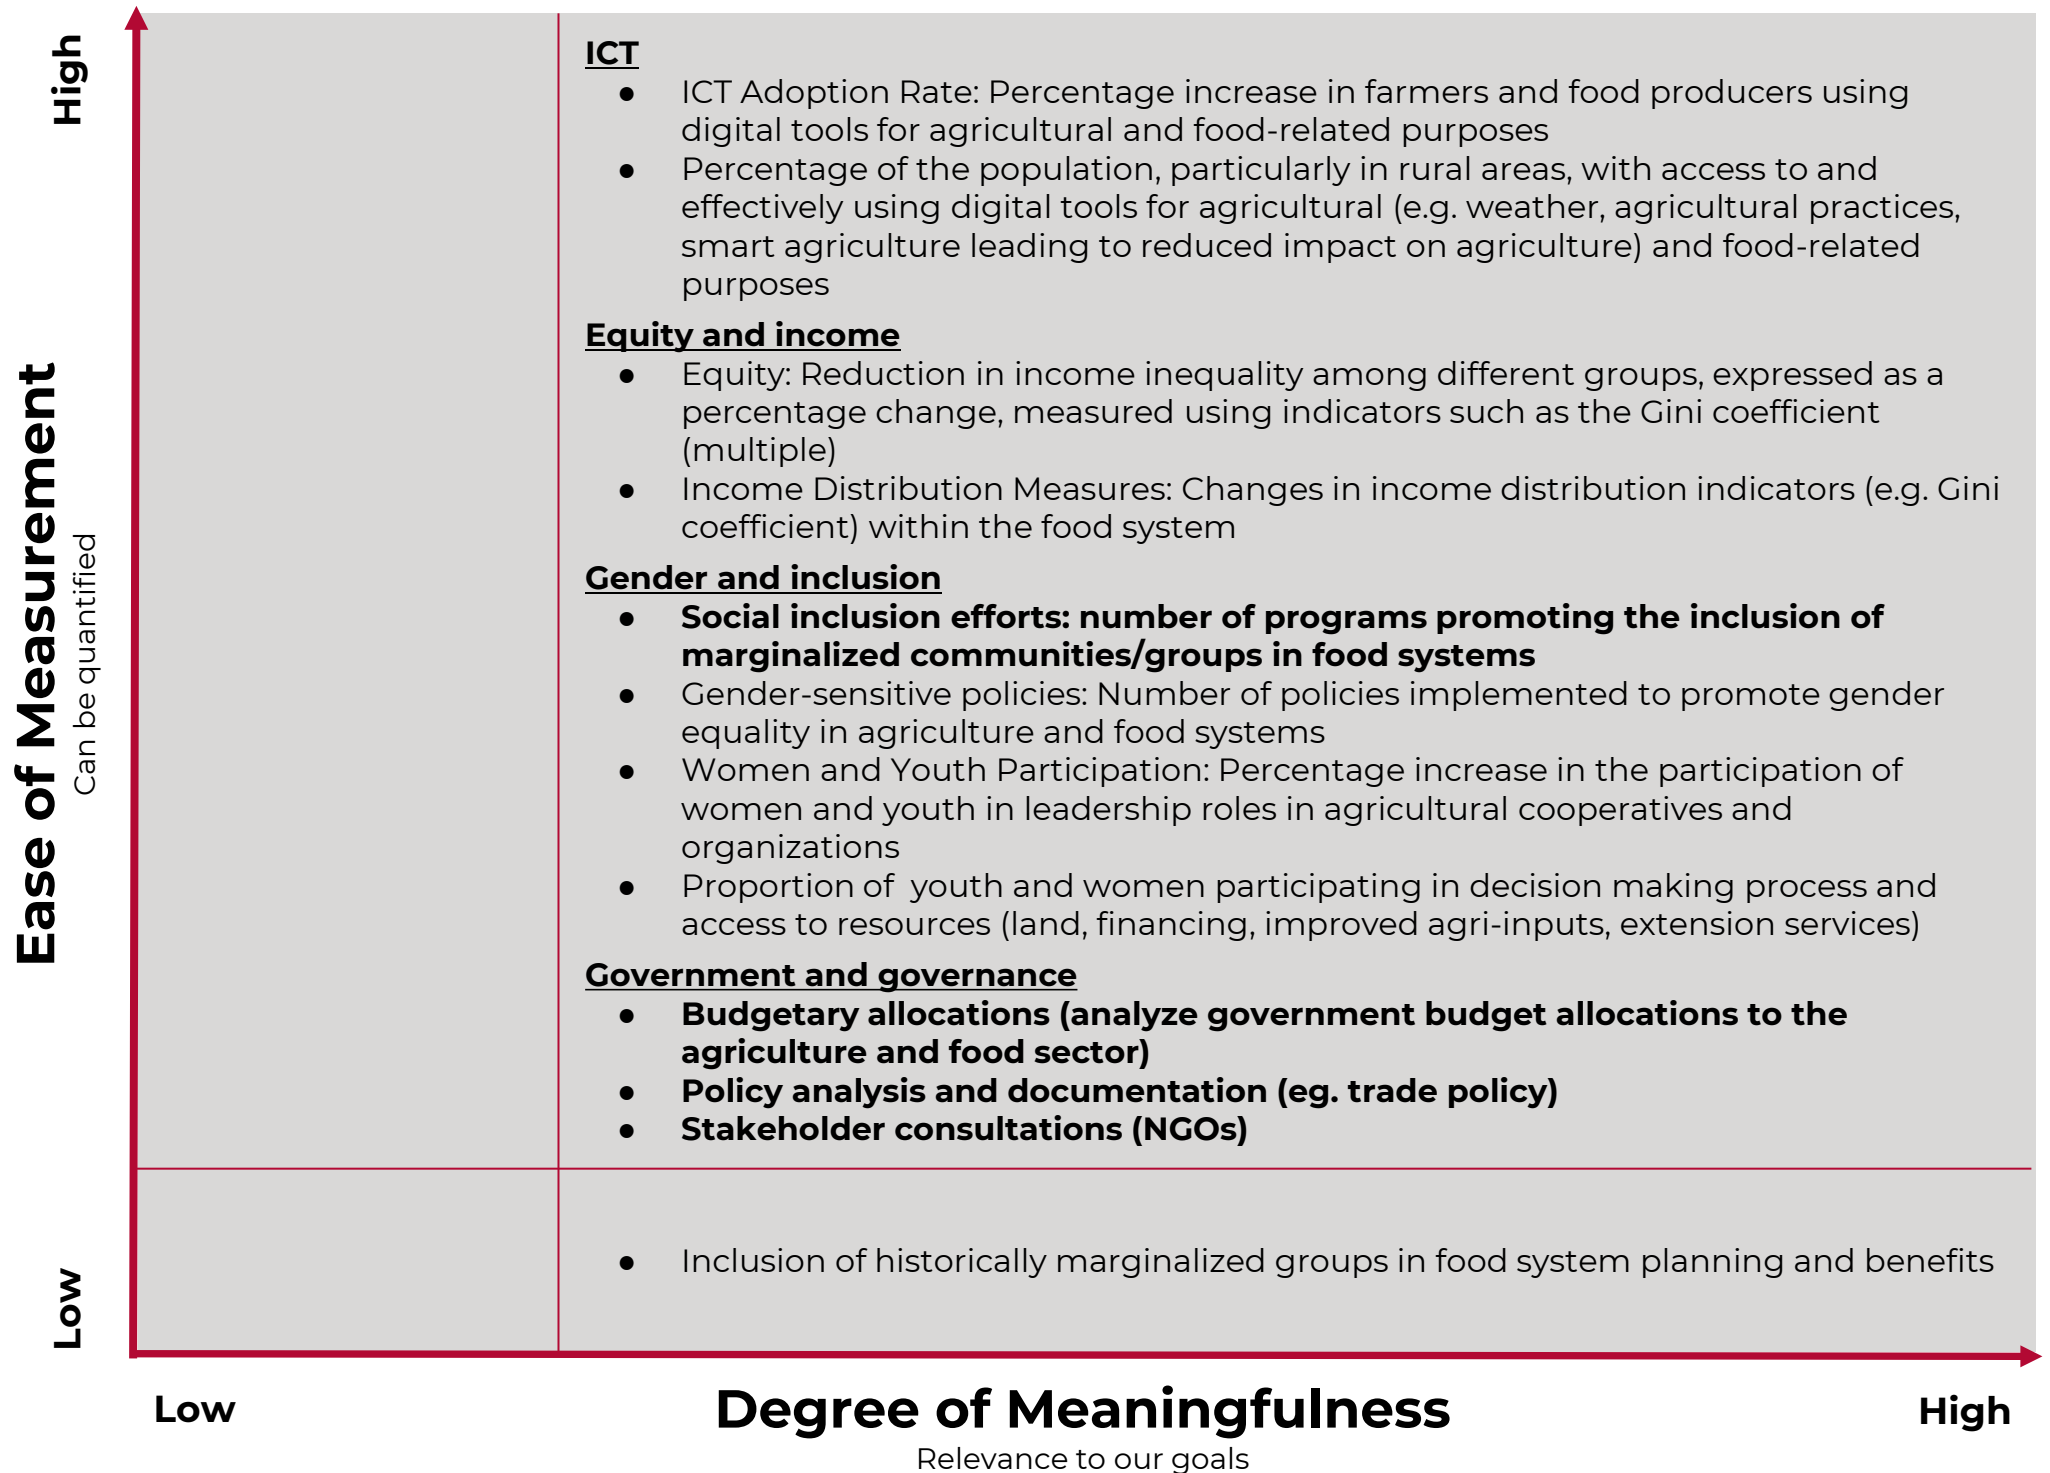 High
Ease of Measurement
Can be quantified
Low
ICT
● ICT Adoption Rate: Percentage increase in farmers and food producers using
digital tools for agricultural and food-related purposes
● Percentage of the population, particularly in rural areas, with access to and
effectively using digital tools for agricultural (e.g. weather, agricultural practices,
smart agriculture leading to reduced impact on agriculture) and food-related
purposes
Equity and income
● Equity: Reduction in income inequality among different groups, expressed as a
percentage change, measured using indicators such as the Gini coefficient
(multiple)
● Income Distribution Measures: Changes in income distribution indicators (e.g. Gini
coefficient) within the food system
Gender and inclusion
● Social inclusion efforts: number of programs promoting the inclusion of
marginalized communities/groups in food systems
● Gender-sensitive policies: Number of policies implemented to promote gender
equality in agriculture and food systems
● Women and Youth Participation: Percentage increase in the participation of
women and youth in leadership roles in agricultural cooperatives and
organizations
● Proportion of  youth and women participating in decision making process and
access to resources (land, financing, improved agri-inputs, extension services)
Government and governance
● Budgetary allocations (analyze government budget allocations to the
agriculture and food sector)
● Policy analysis and documentation (eg. trade policy)
● Stakeholder consultations (NGOs)
● Inclusion of historically marginalized groups in food system planning and benefits
Low
Degree of Meaningfulness
High
Relevance to our goals